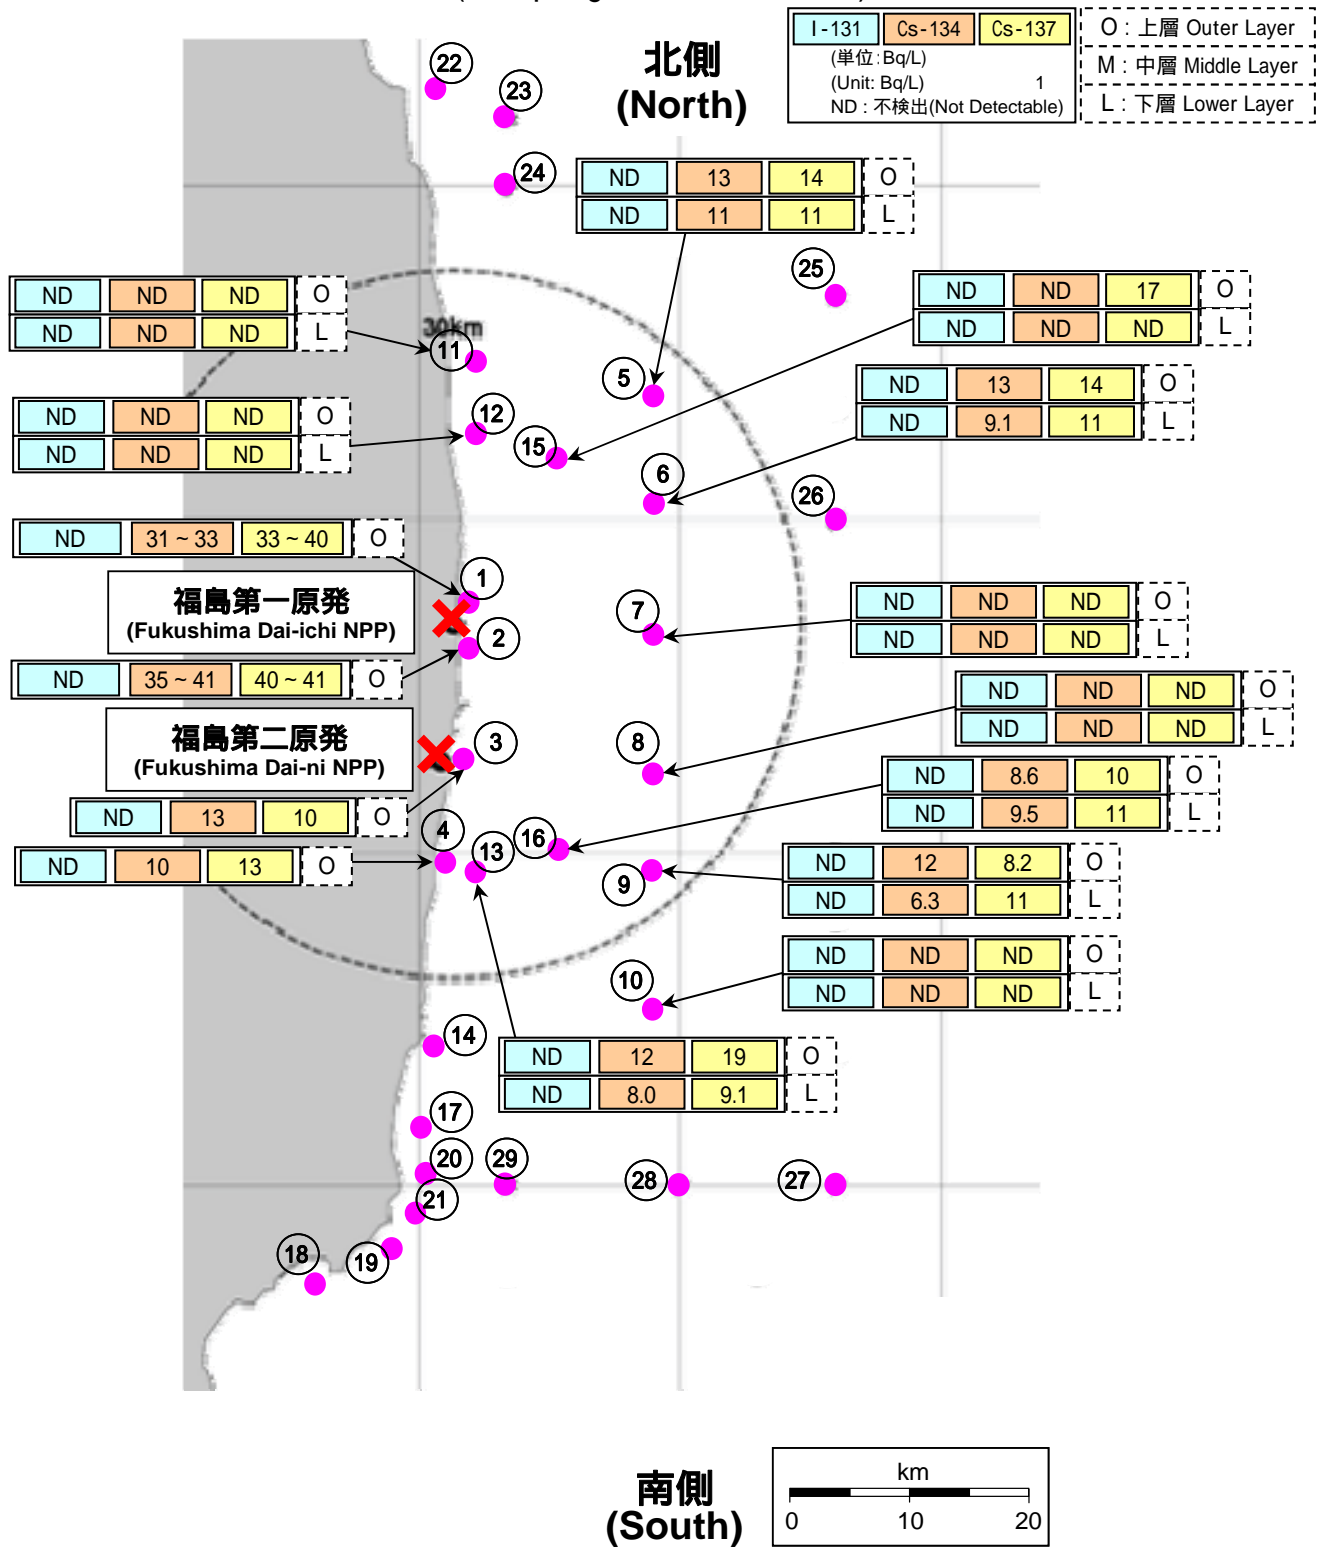 北側
(North)
I-131 Cs-134 Cs-137
(単位:Bq/L)
(Unit: Bq/L) 1
ND : 不検出(Not Detectable)
O : 上層 Outer Layer
M : 中層 Middle Layer
L : 下層 Lower Layer
22
23
24
ND 13 14 O
ND 11 11 L
25
ND ND ND O
ND ND ND L
ND ND 17 O
ND ND ND L
30km
11
5
ND 13 14 O
ND 9.1 11 L
ND ND ND O
ND ND ND L
12
15
6
26
ND 31 ~ 33 33 ~ 40 O
1
福島第一原発
(Fukushima Dai-ichi NPP)
2
7
ND ND ND O
ND ND ND L
ND 35 ~ 41 40 ~ 41 O
ND ND ND O
ND ND ND L
福島第二原発
(Fukushima Dai-ni NPP)
3
8
ND 8.6 10 O
ND 9.5 11 L
ND 13 10 O
4
13
16
9
ND 10 13 O
ND 12 8.2 O
ND 6.3 11 L
10
ND ND ND O
ND ND ND L
14
ND 12 19 O
ND 8.0 9.1 L
17
20
29
28
27
21
18
19
南側
(South)
km
0 10 20